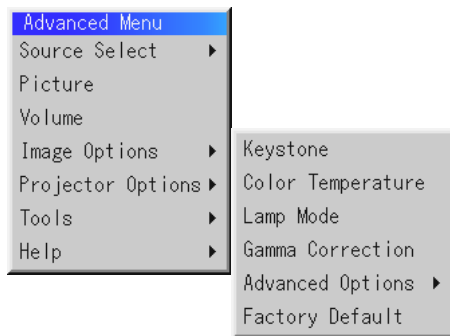 Advanced Menu
Source Select
Picture
Volume
Image Options
Projector Options
Tools
Help
Keystone
Color Temperature
Lamp Mode
Gamma Correction
Advanced Options
Factory Default